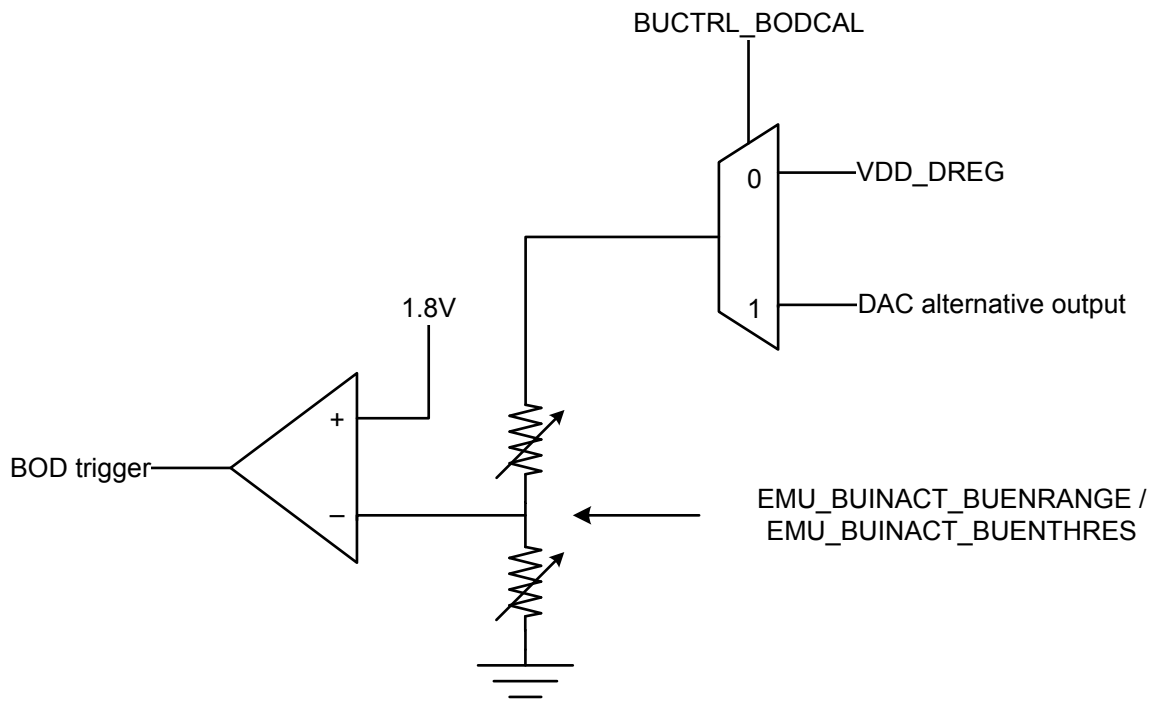 BUCTRL_BODCAL
0
VDD_DREG
1
DAC alternative output
1.8V
+
BOD trigger
–
EMU_BUINACT_BUENRANGE /
EMU_BUINACT_BUENTHRES